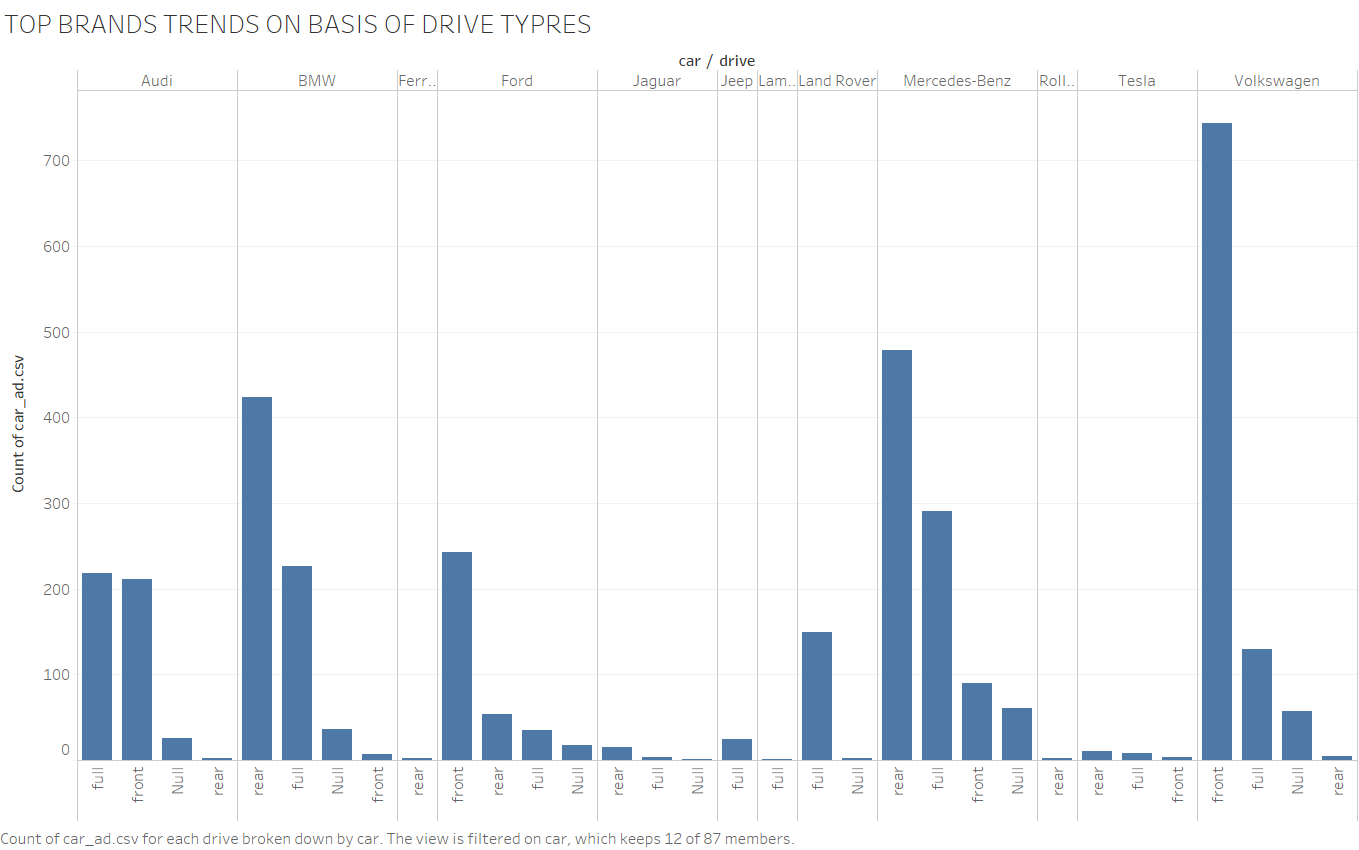 TOP BRANDS TRENDS ON BASIS OF DRIVE TYPRES
car / drive
Audi BMW Ferr.. Ford Jaguar Jeep Lam.. Land Rover Mercedes-Benz Roll.. Tesla Volkswagen
700
600
500
400
300
200
100
0
Count of car_ad.csv
full front Null rear rear full Null front rear front rear full Null rear full Null full full full Null rear full front Null rear rear full front front full Null rear
Count of car_ad.csv for each drive broken down by car. The view is filtered on car, which keeps 12 of 87 members.